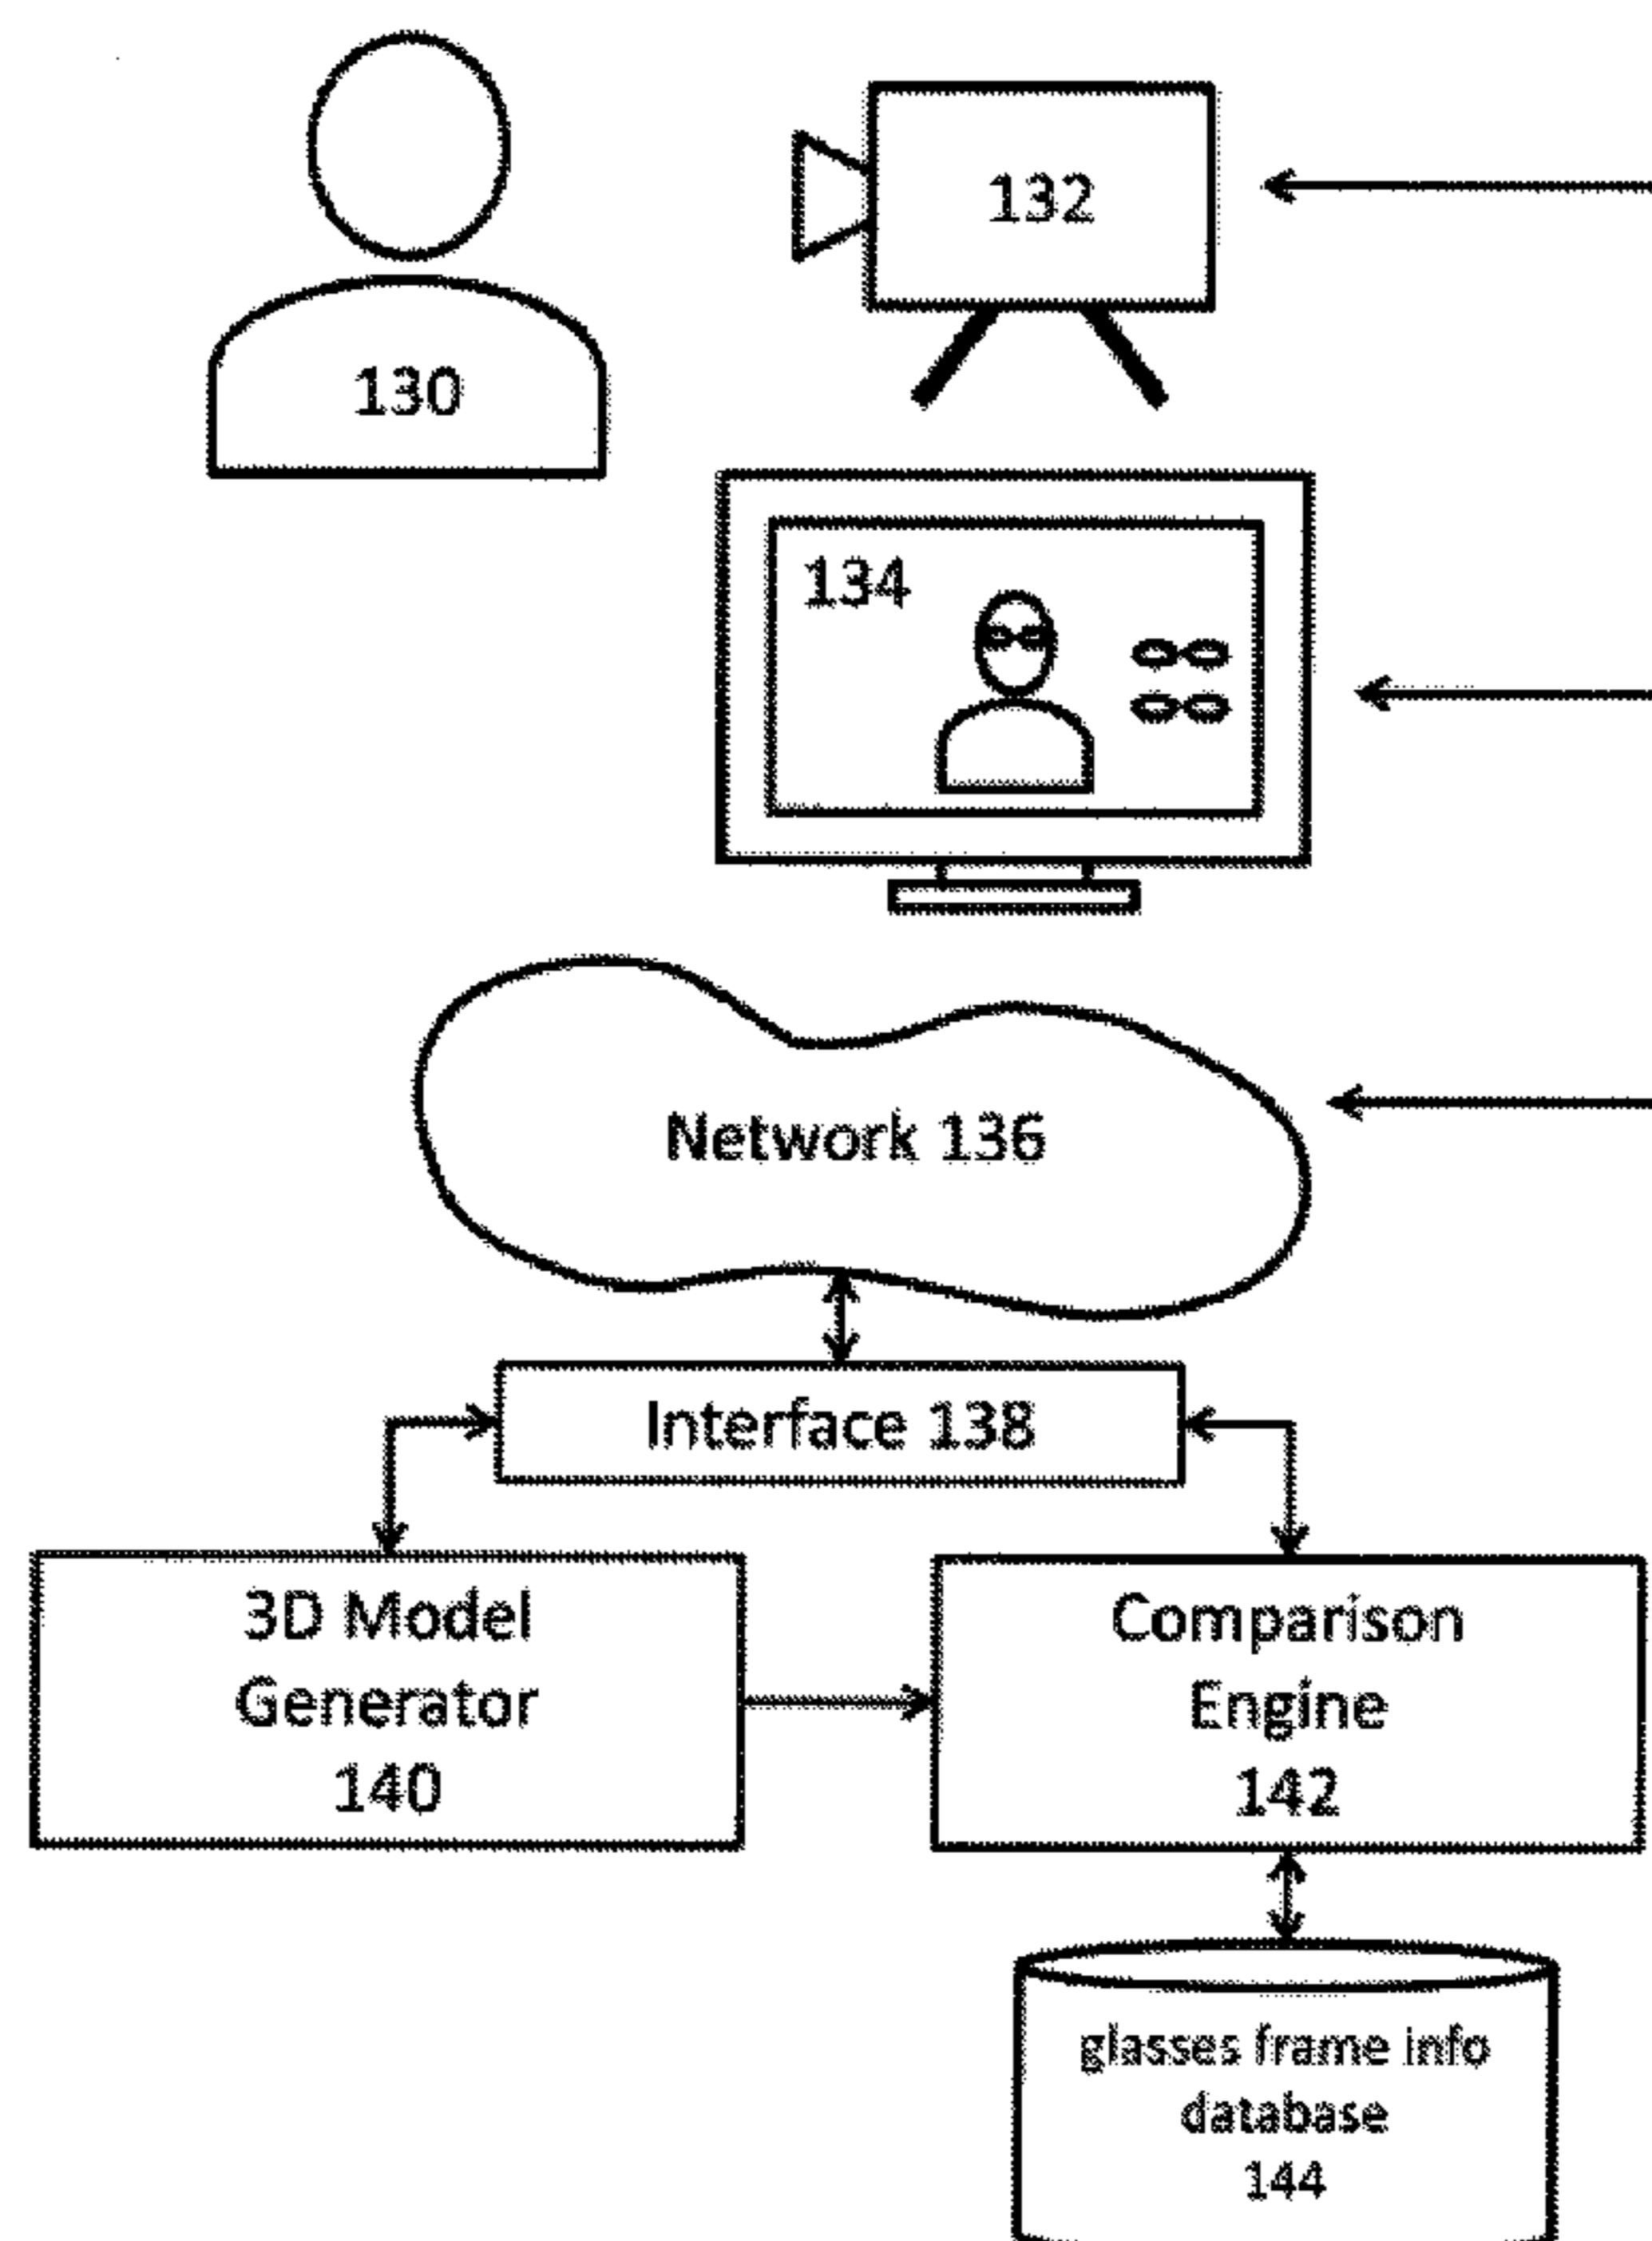 132
130
134
Network 136
Interface 138
3D Model
Generator
140
Comparison
Engine
142
glasses frame info
database
144